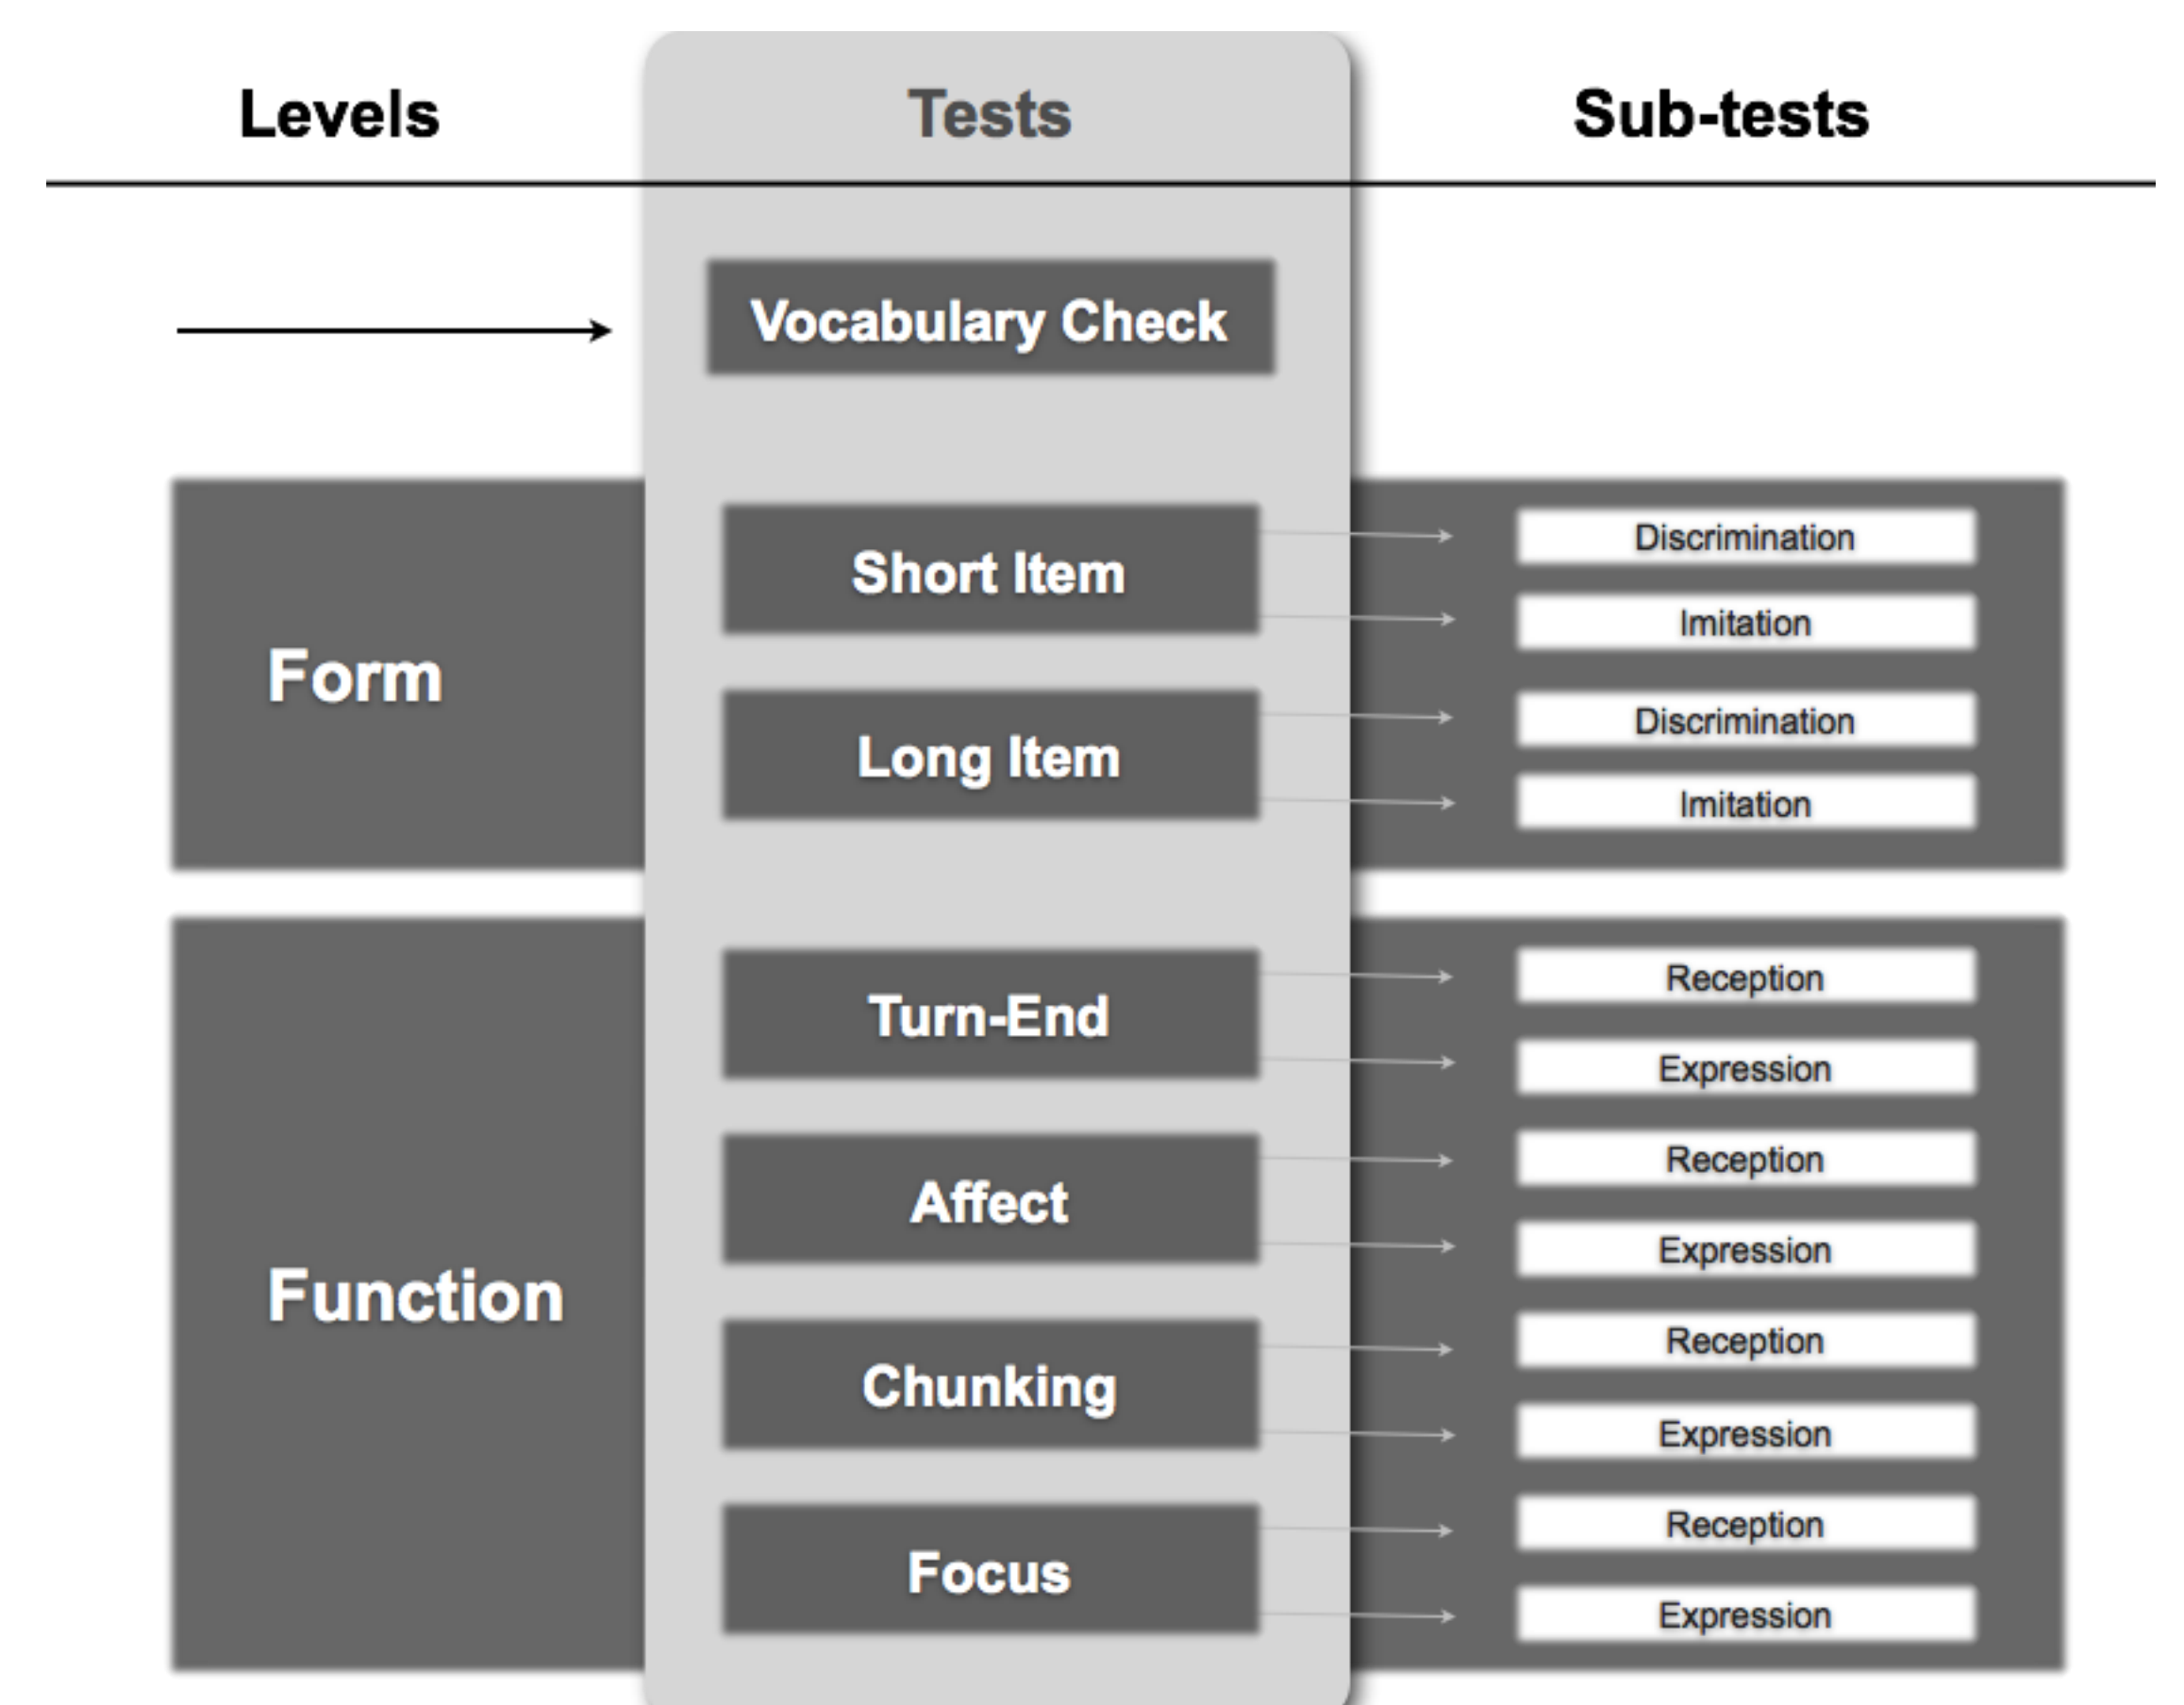 Levels
Tests
Sub-tests
Vocabulary Check
Form
Short Item
Discrimination
Imitation
Long Item
Discrimination
Imitation
Function
Turn-End
Reception
Expression
Affect
Reception
Expression
Chunking
Reception
Expression
Focus
Reception
Expression